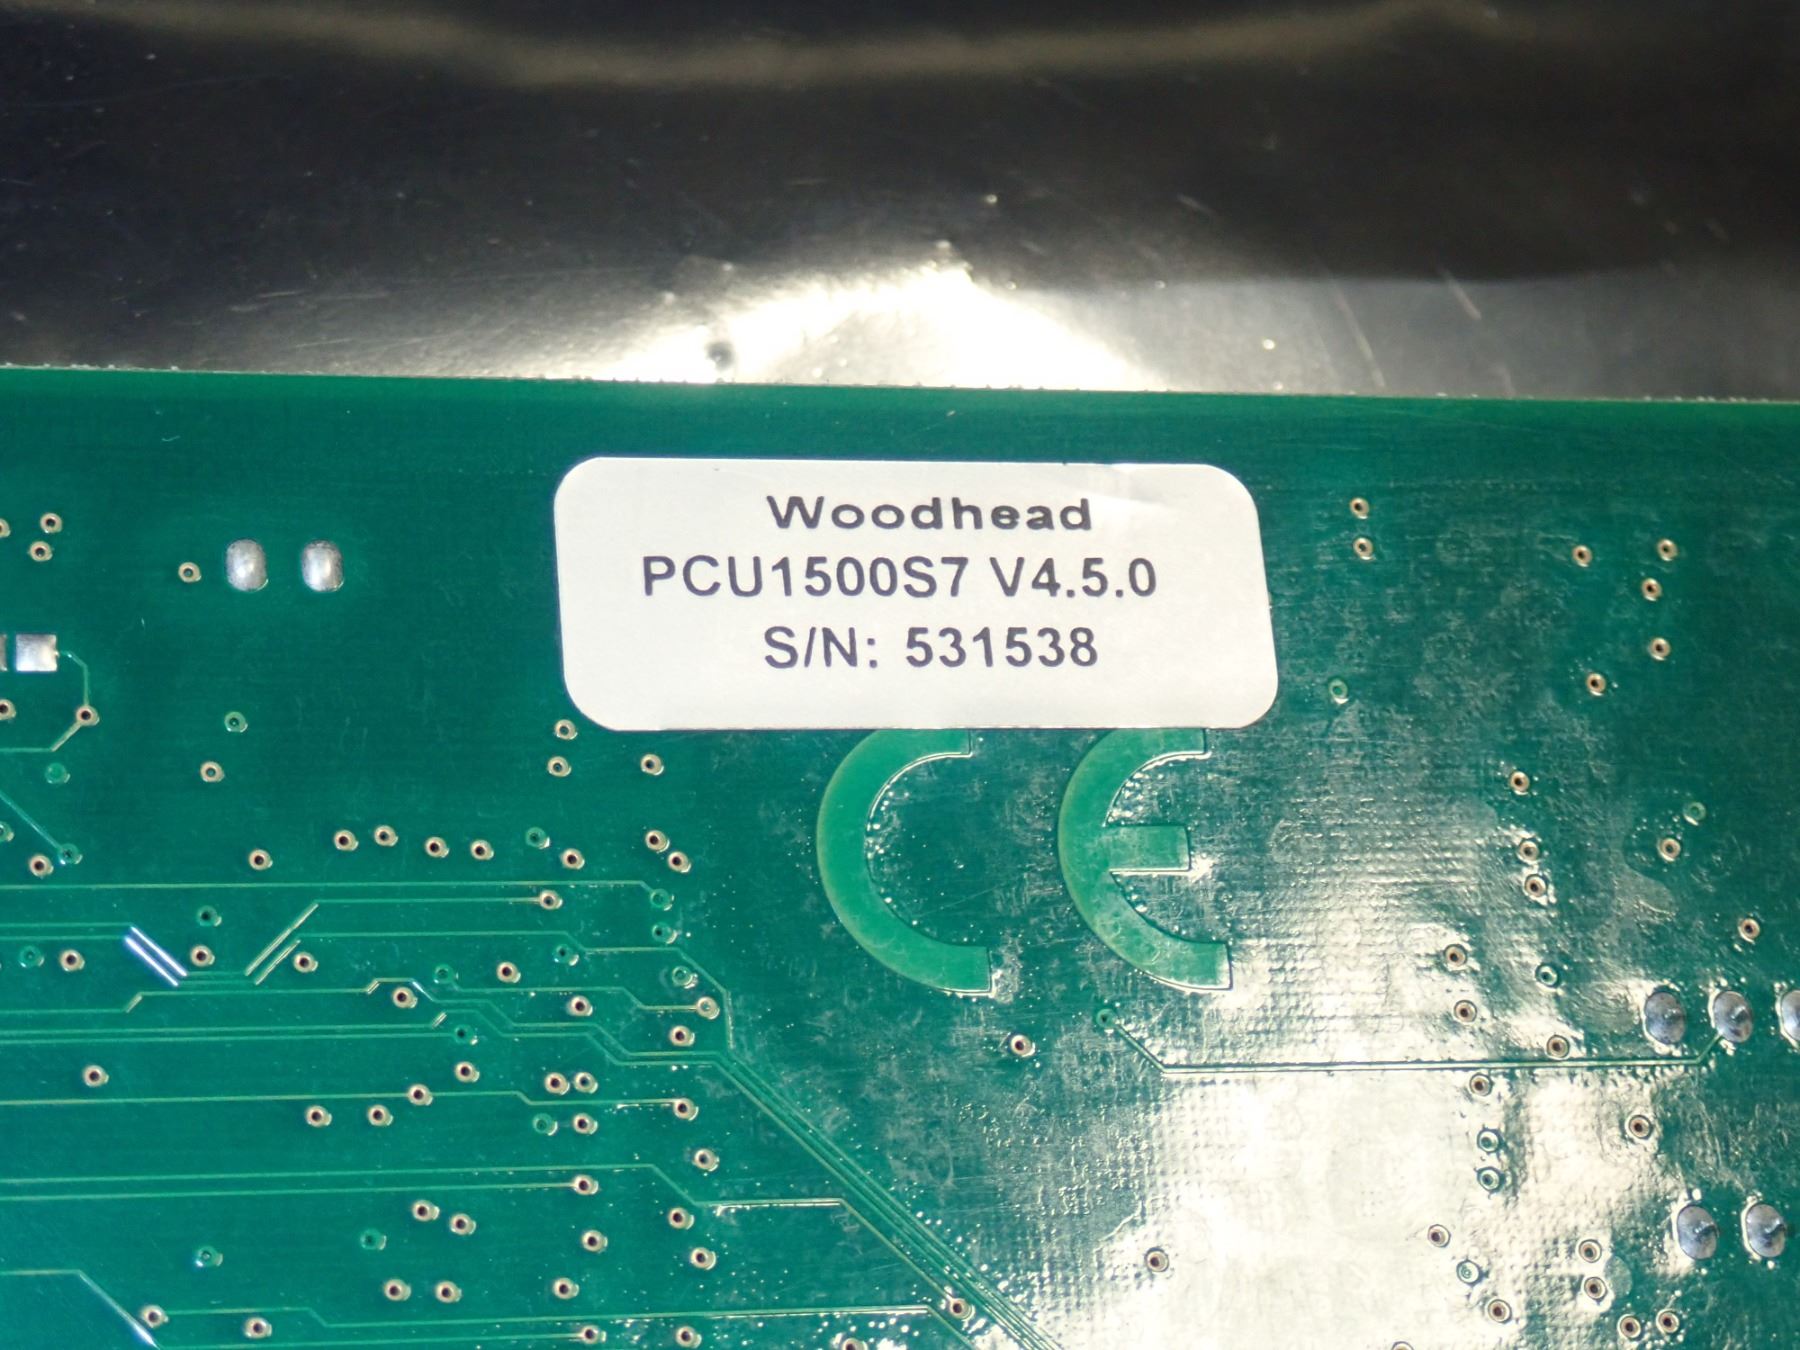 Woodhead
PCU1500S7 V4.5.0
S/N: 531538
CE